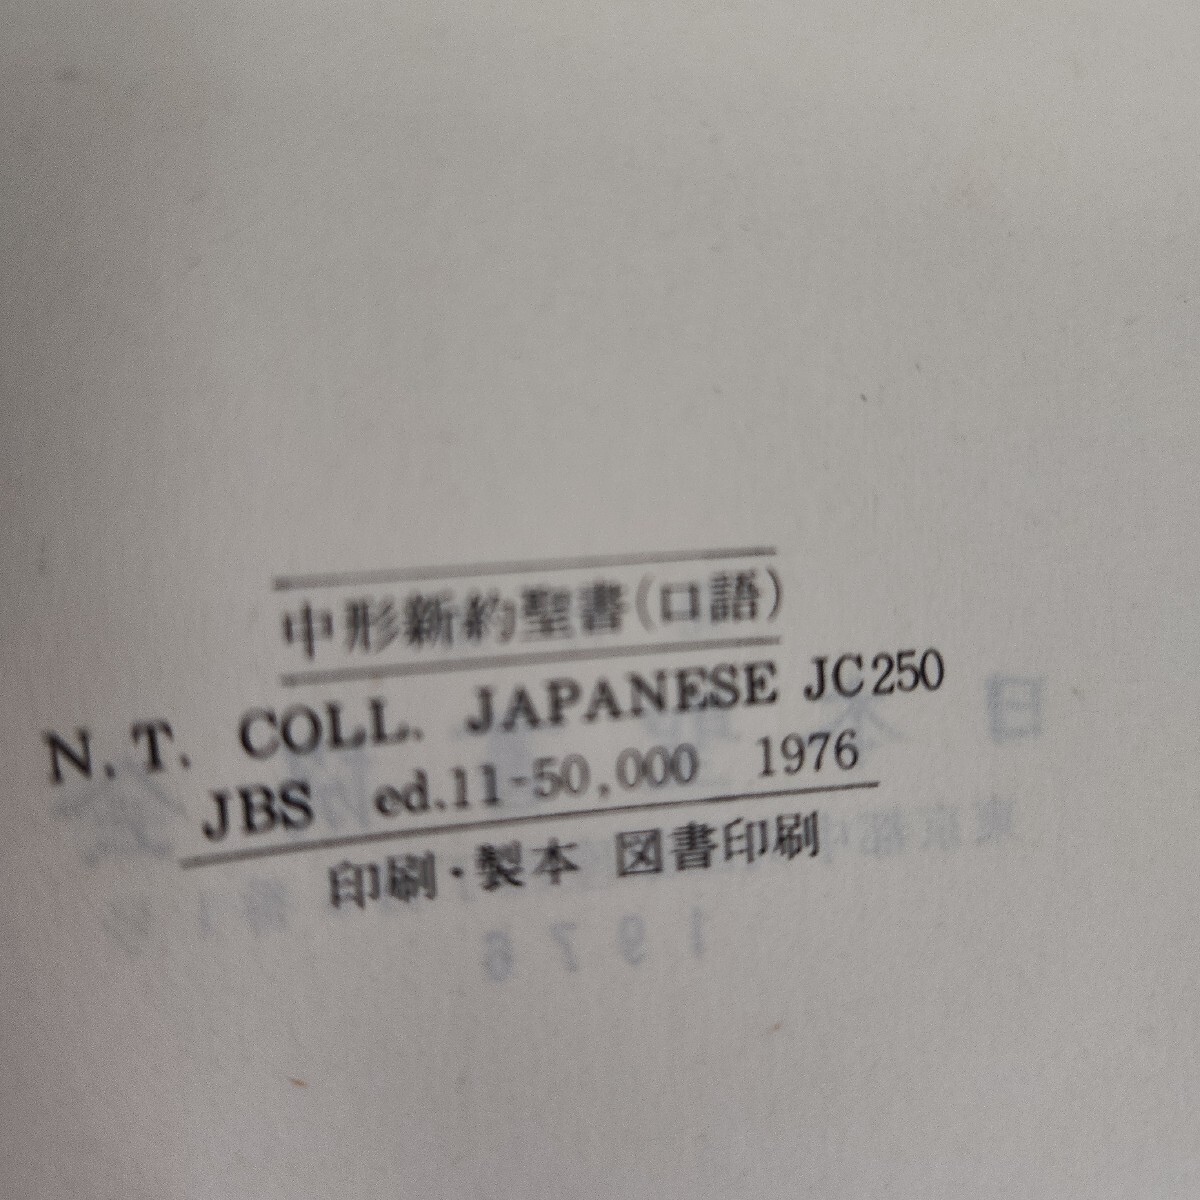 中形新約聖書(口語)
N.T. COLL. JAPANESE JC250
JBS ed.11-50,000 1976
印刷・製本 図書印刷
1976